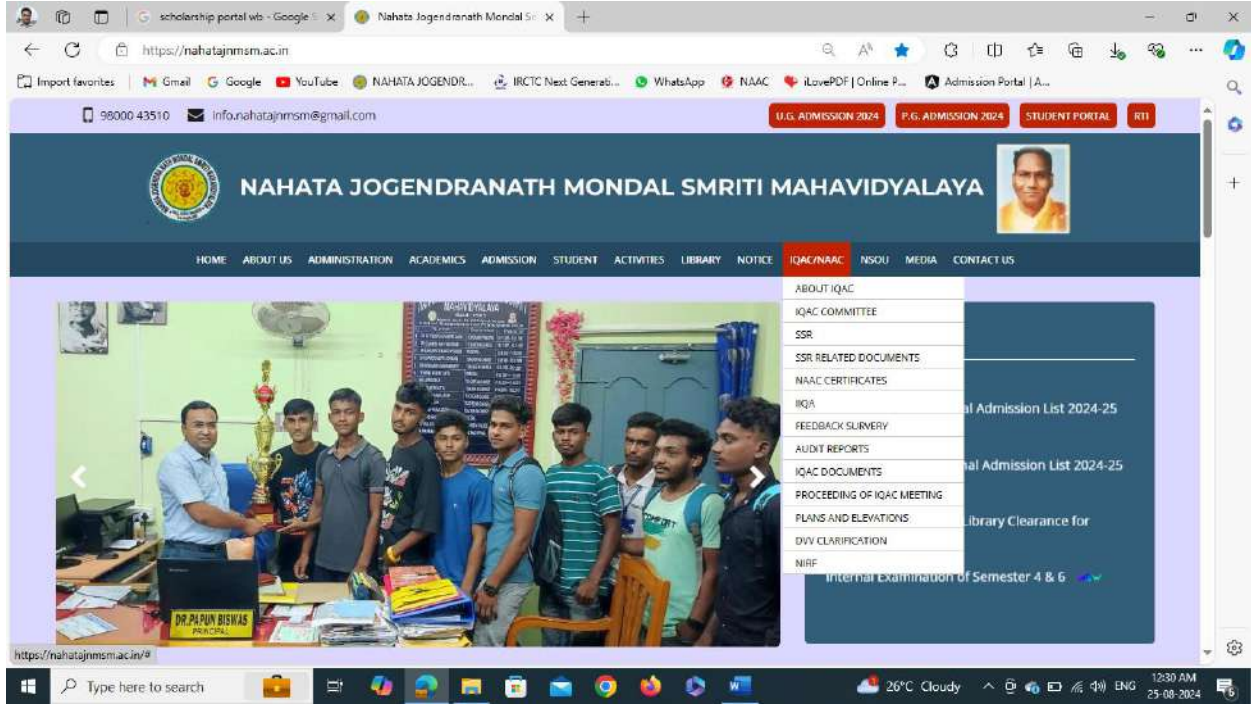 scholarship portal wb - Google S
Nahata Jogendranath Mondal Sm
https://nahatajnmsm.ac.in
Import favorites
Gmail
Google
YouTube
NAHATA JOGENDR...
IRCTC Next Generati...
WhatsApp
NAAC
iLovePDF | Online P...
Admission Portal | A...
98000 43510
info.nahatajnmsm@gmail.com
U.G. ADMISSION 2024
P.G. ADMISSION 2024
STUDENT PORTAL
RTI
NAHATA JOGENDRANATH MONDAL SMRITI MAHAVIDYALAYA
HOME ABOUT US ADMINISTRATION ACADEMICS ADMISSION STUDENT ACTIVITIES LIBRARY NOTICE IQAC/NAAC NSOU MEDIA CONTACT US
ABOUT IQAC
IQAC COMMITTEE
SSR
SSR RELATED DOCUMENTS
NAAC CERTIFICATES
IIQA
FEEDBACK SURVERY
AUDIT REPORTS
IQAC DOCUMENTS
PROCEEDING OF IQAC MEETING
PLANS AND ELEVATIONS
DVV CLARIFICATION
NIRF
al Admission List 2024-25
nal Admission List 2024-25
Library Clearance for
Internal Examination of Semester 4 & 6
MAHAVIDYALAYA
DR.PAPUN BISWAS
PRINCIPAL
https://nahatajnmsm.ac.in/#
Type here to search
26°C Cloudy
ENG
12:30 AM
25-08-2024
6